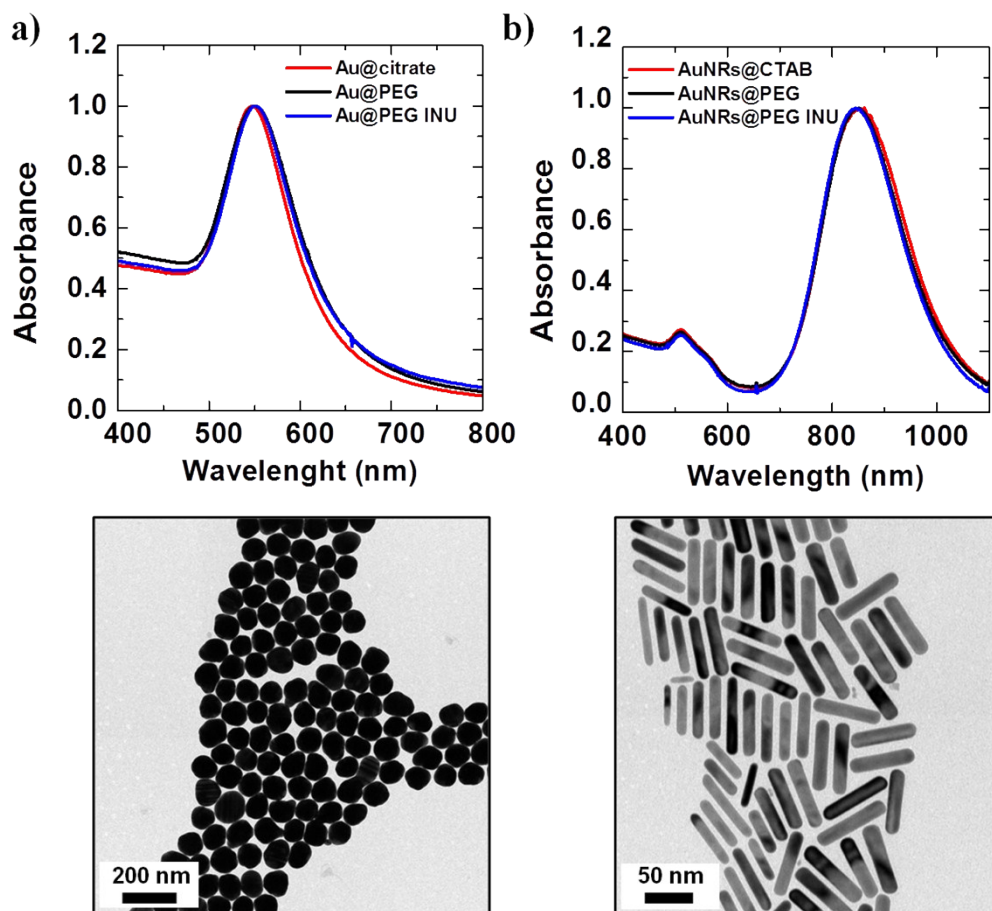 a)
1.2
1.0
0.8
0.6
0.4
0.2
0.0
Absorbance
Au@citrate
Au@PEG
Au@PEG INU
400 500 600 700 800
Wavelenght (nm)
b)
1.2
1.0
0.8
0.6
0.4
0.2
0.0
Absorbance
AuNRs@CTAB
AuNRs@PEG
AuNRs@PEG INU
400 600 800 1000
Wavelength (nm)
200 nm
50 nm